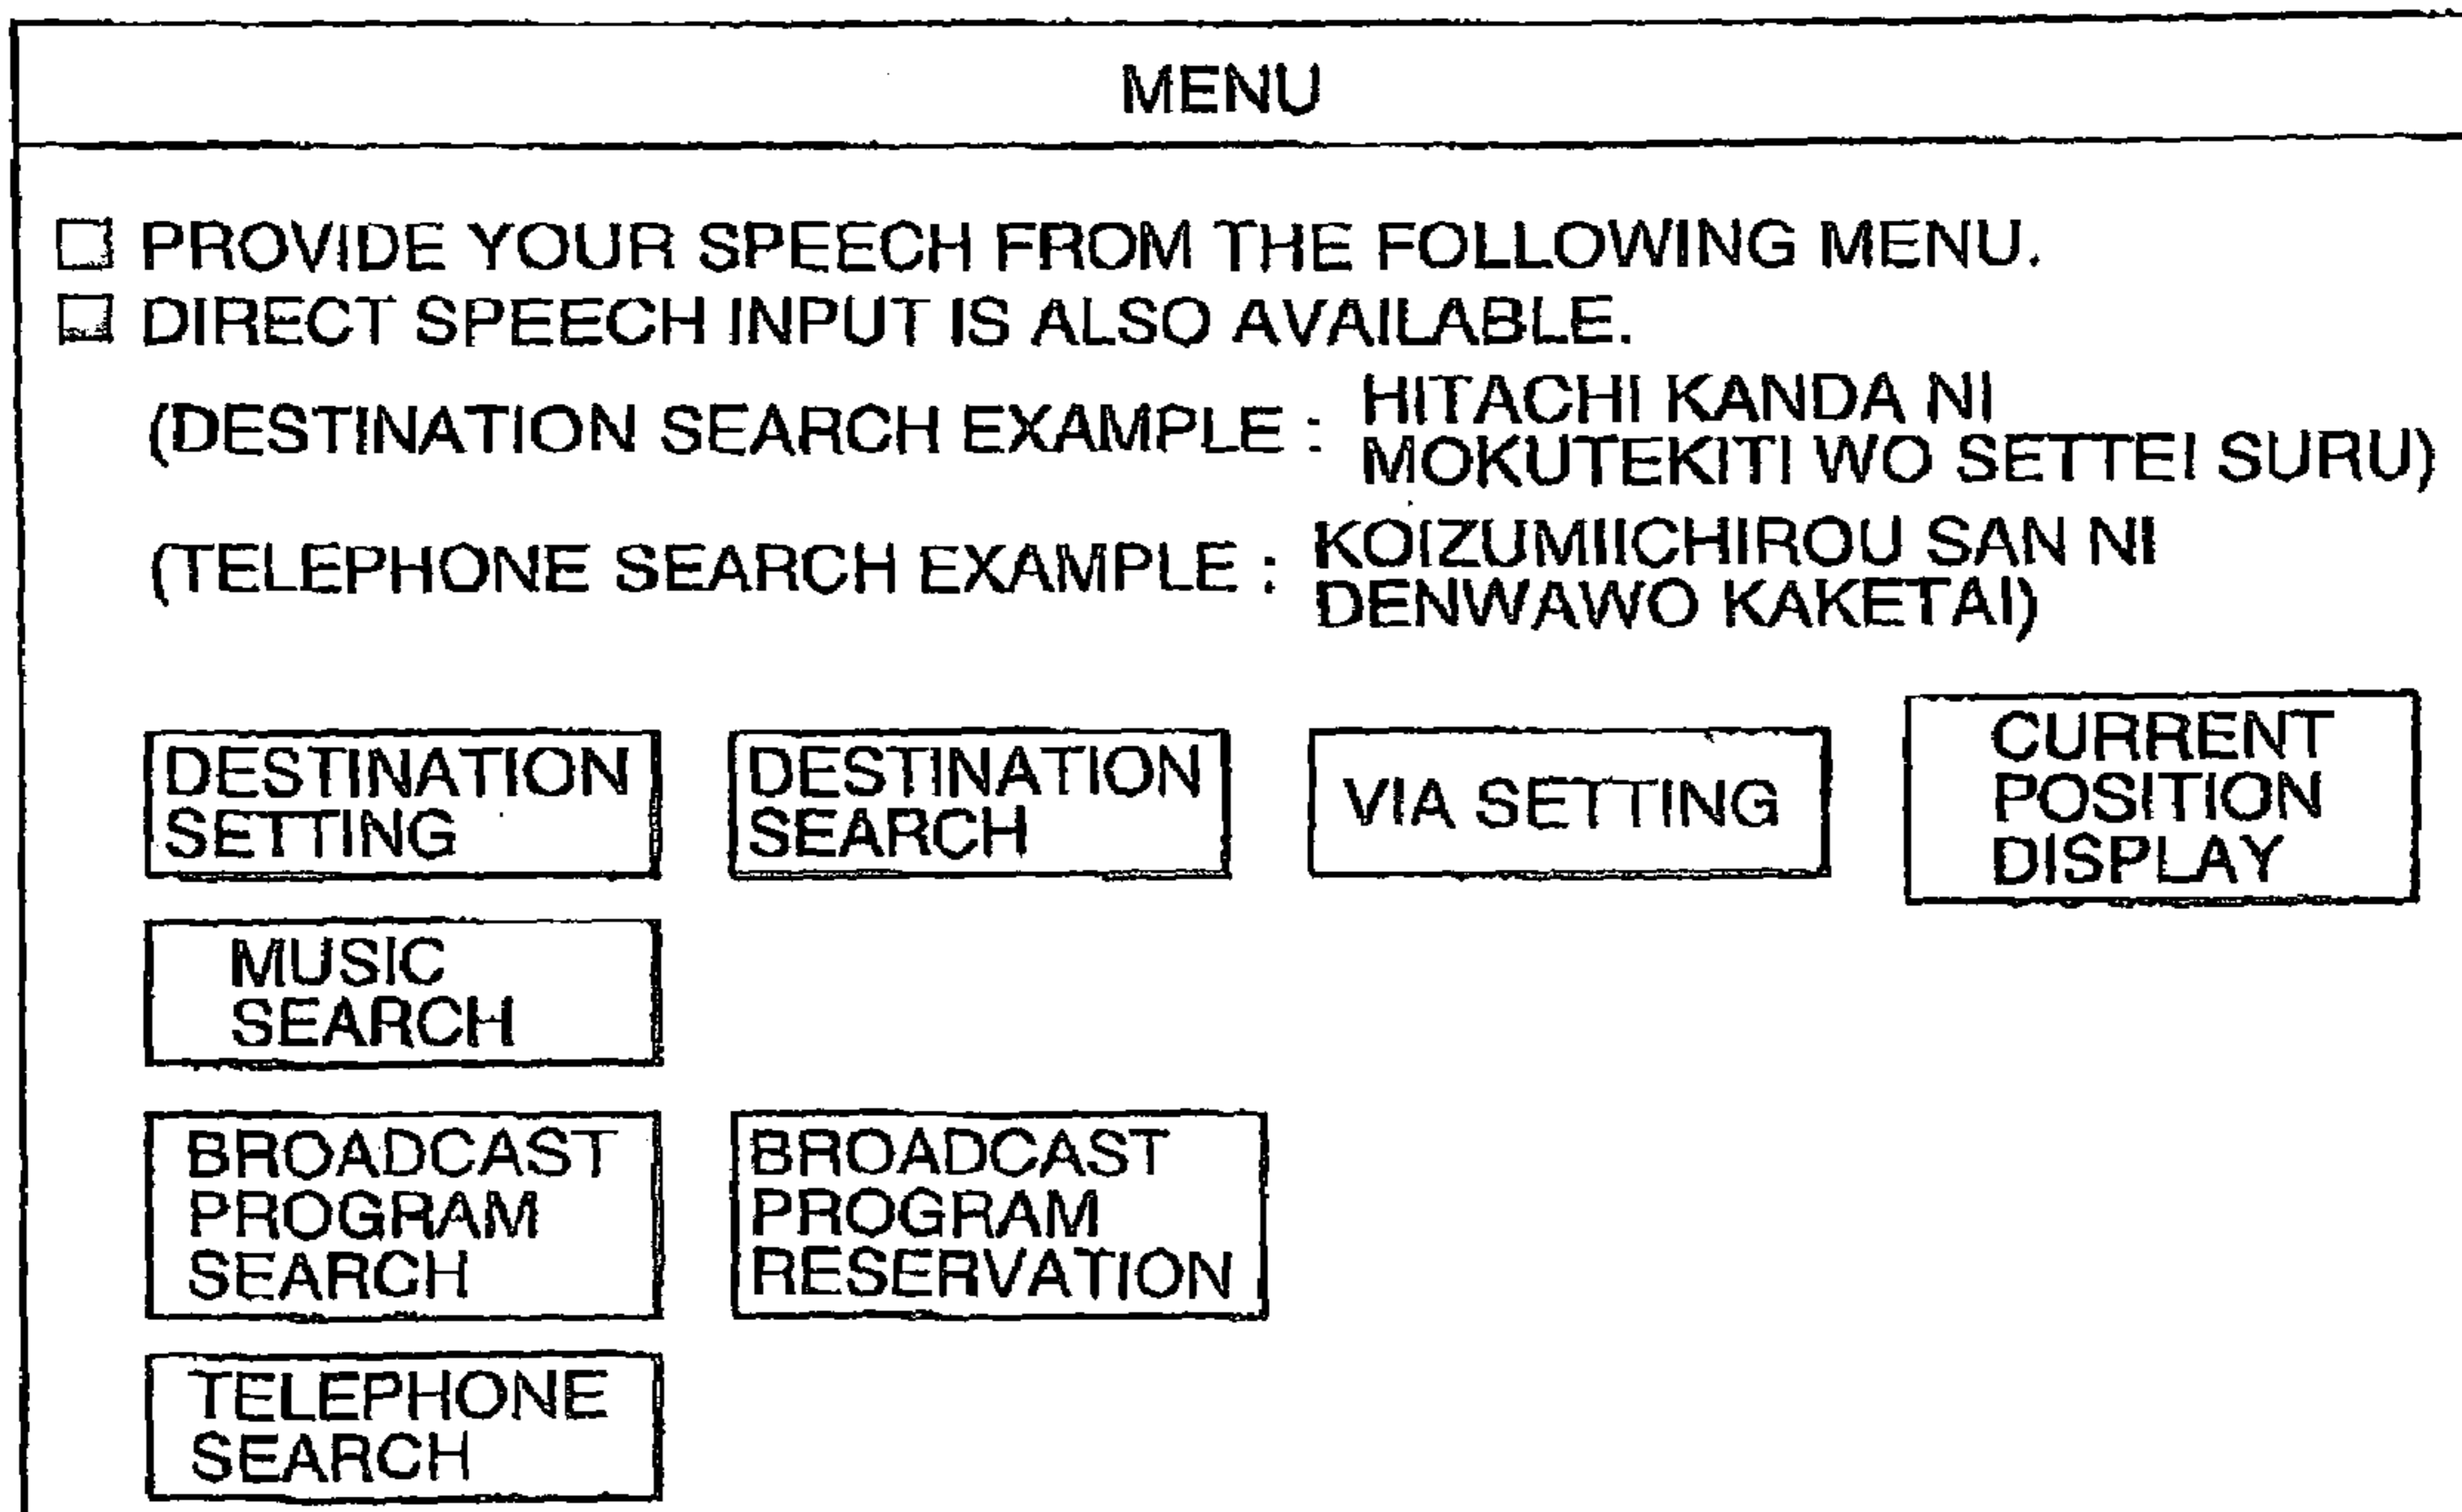 MENU
□ PROVIDE YOUR SPEECH FROM THE FOLLOWING MENU.
□ DIRECT SPEECH INPUT IS ALSO AVAILABLE.
(DESTINATION SEARCH EXAMPLE : HITACHI KANDA NI
MOKUTEKITI WO SETTEI SURU)
(TELEPHONE SEARCH EXAMPLE : KOIZUMIICHIROU SAN NI
DENWAWO KAKETAI)
DESTINATION
SETTING
DESTINATION
SEARCH
VIA SETTING
CURRENT
POSITION
DISPLAY
MUSIC
SEARCH
BROADCAST
PROGRAM
SEARCH
BROADCAST
PROGRAM
RESERVATION
TELEPHONE
SEARCH